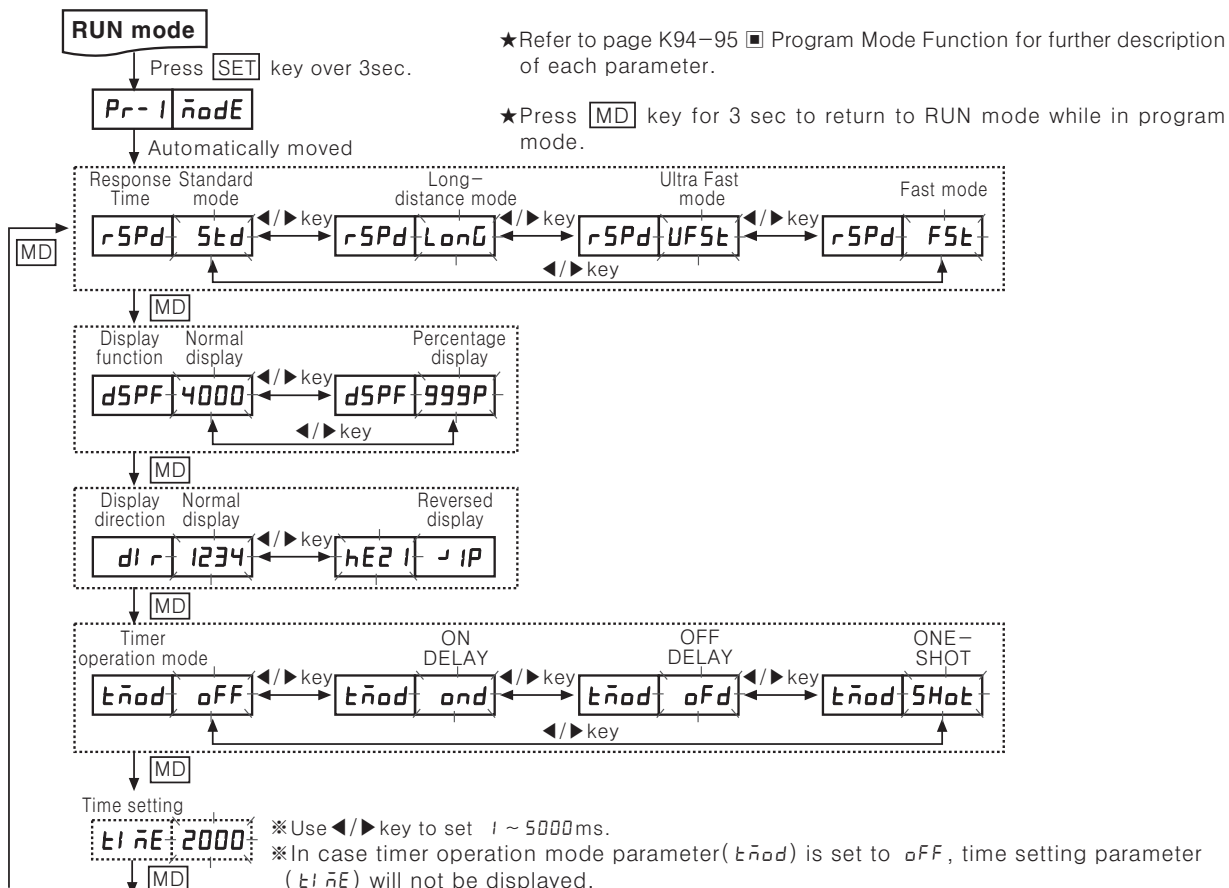 RUN mode
★Refer to page K94-95 ▣ Program Mode Function for further description
of each parameter.
Press SET key over 3sec.
Pr-1 modE
★Press MD key for 3 sec to return to RUN mode while in program
mode.
Automatically moved
Response Time Standard mode Long-distance mode Ultra Fast mode Fast mode
◀/▶ key ◀/▶ key ◀/▶ key
rSPd Std rSPd LonG rSPd UFSt rSPd FSt
MD
◀/▶ key
MD
Display function Normal display Percentage display
◀/▶ key
dSPF 4000 dSPF 999P
◀/▶ key
MD
Display direction Normal display Reversed display
◀/▶ key
dIr 1234 hE21 ┘IP
MD
Timer operation mode ON DELAY OFF DELAY ONE-SHOT
◀/▶ key ◀/▶ key ◀/▶ key
tmod oFF tmod ond tmod oFd tmod SHot
◀/▶ key
MD
Time setting
tImE 2000
※Use ◀/▶ key to set 1 ~ 5000ms.
※In case timer operation mode parameter( tmod) is set to oFF, time setting parameter
( tImE) will not be displayed.
MD